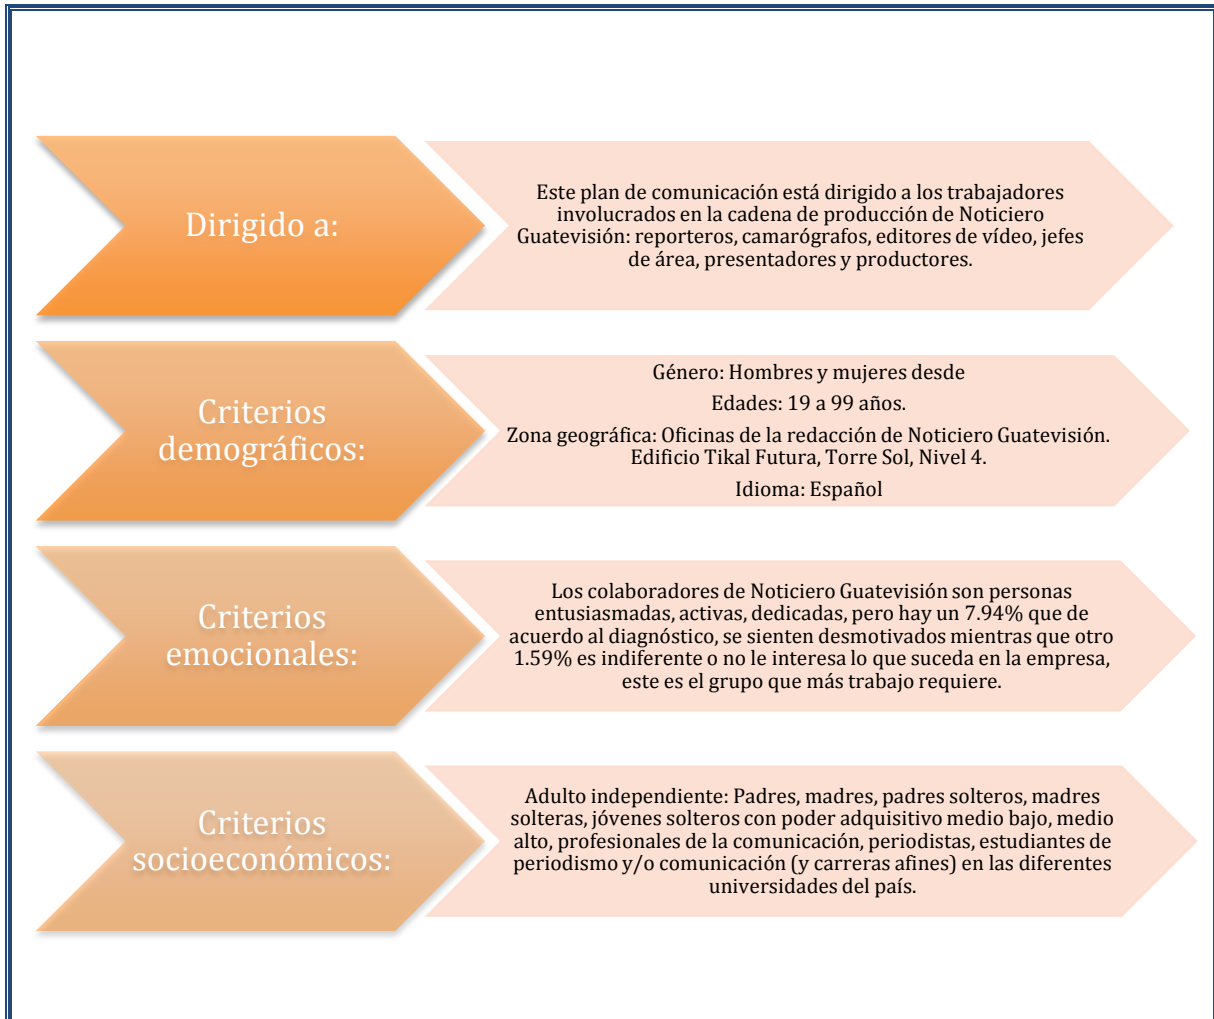 Dirigido a:
Este plan de comunicación está dirigido a los trabajadores
involucrados en la cadena de producción de Noticiero
Guatevisión: reporteros, camarógrafos, editores de vídeo, jefes
de área, presentadores y productores.
Criterios
demográficos:
Género: Hombres y mujeres desde
Edades: 19 a 99 años.
Zona geográfica: Oficinas de la redacción de Noticiero Guatevisión.
Edificio Tikal Futura, Torre Sol, Nivel 4.
Idioma: Español
Criterios
emocionales:
Los colaboradores de Noticiero Guatevisión son personas
entusiasmadas, activas, dedicadas, pero hay un 7.94% que de
acuerdo al diagnóstico, se sienten desmotivados mientras que otro
1.59% es indiferente o no le interesa lo que suceda en la empresa,
este es el grupo que más trabajo requiere.
Criterios
socioeconómicos:
Adulto independiente: Padres, madres, padres solteros, madres
solteras, jóvenes solteros con poder adquisitivo medio bajo, medio
alto, profesionales de la comunicación, periodistas, estudiantes de
periodismo y/o comunicación (y carreras afines) en las diferentes
universidades del país.